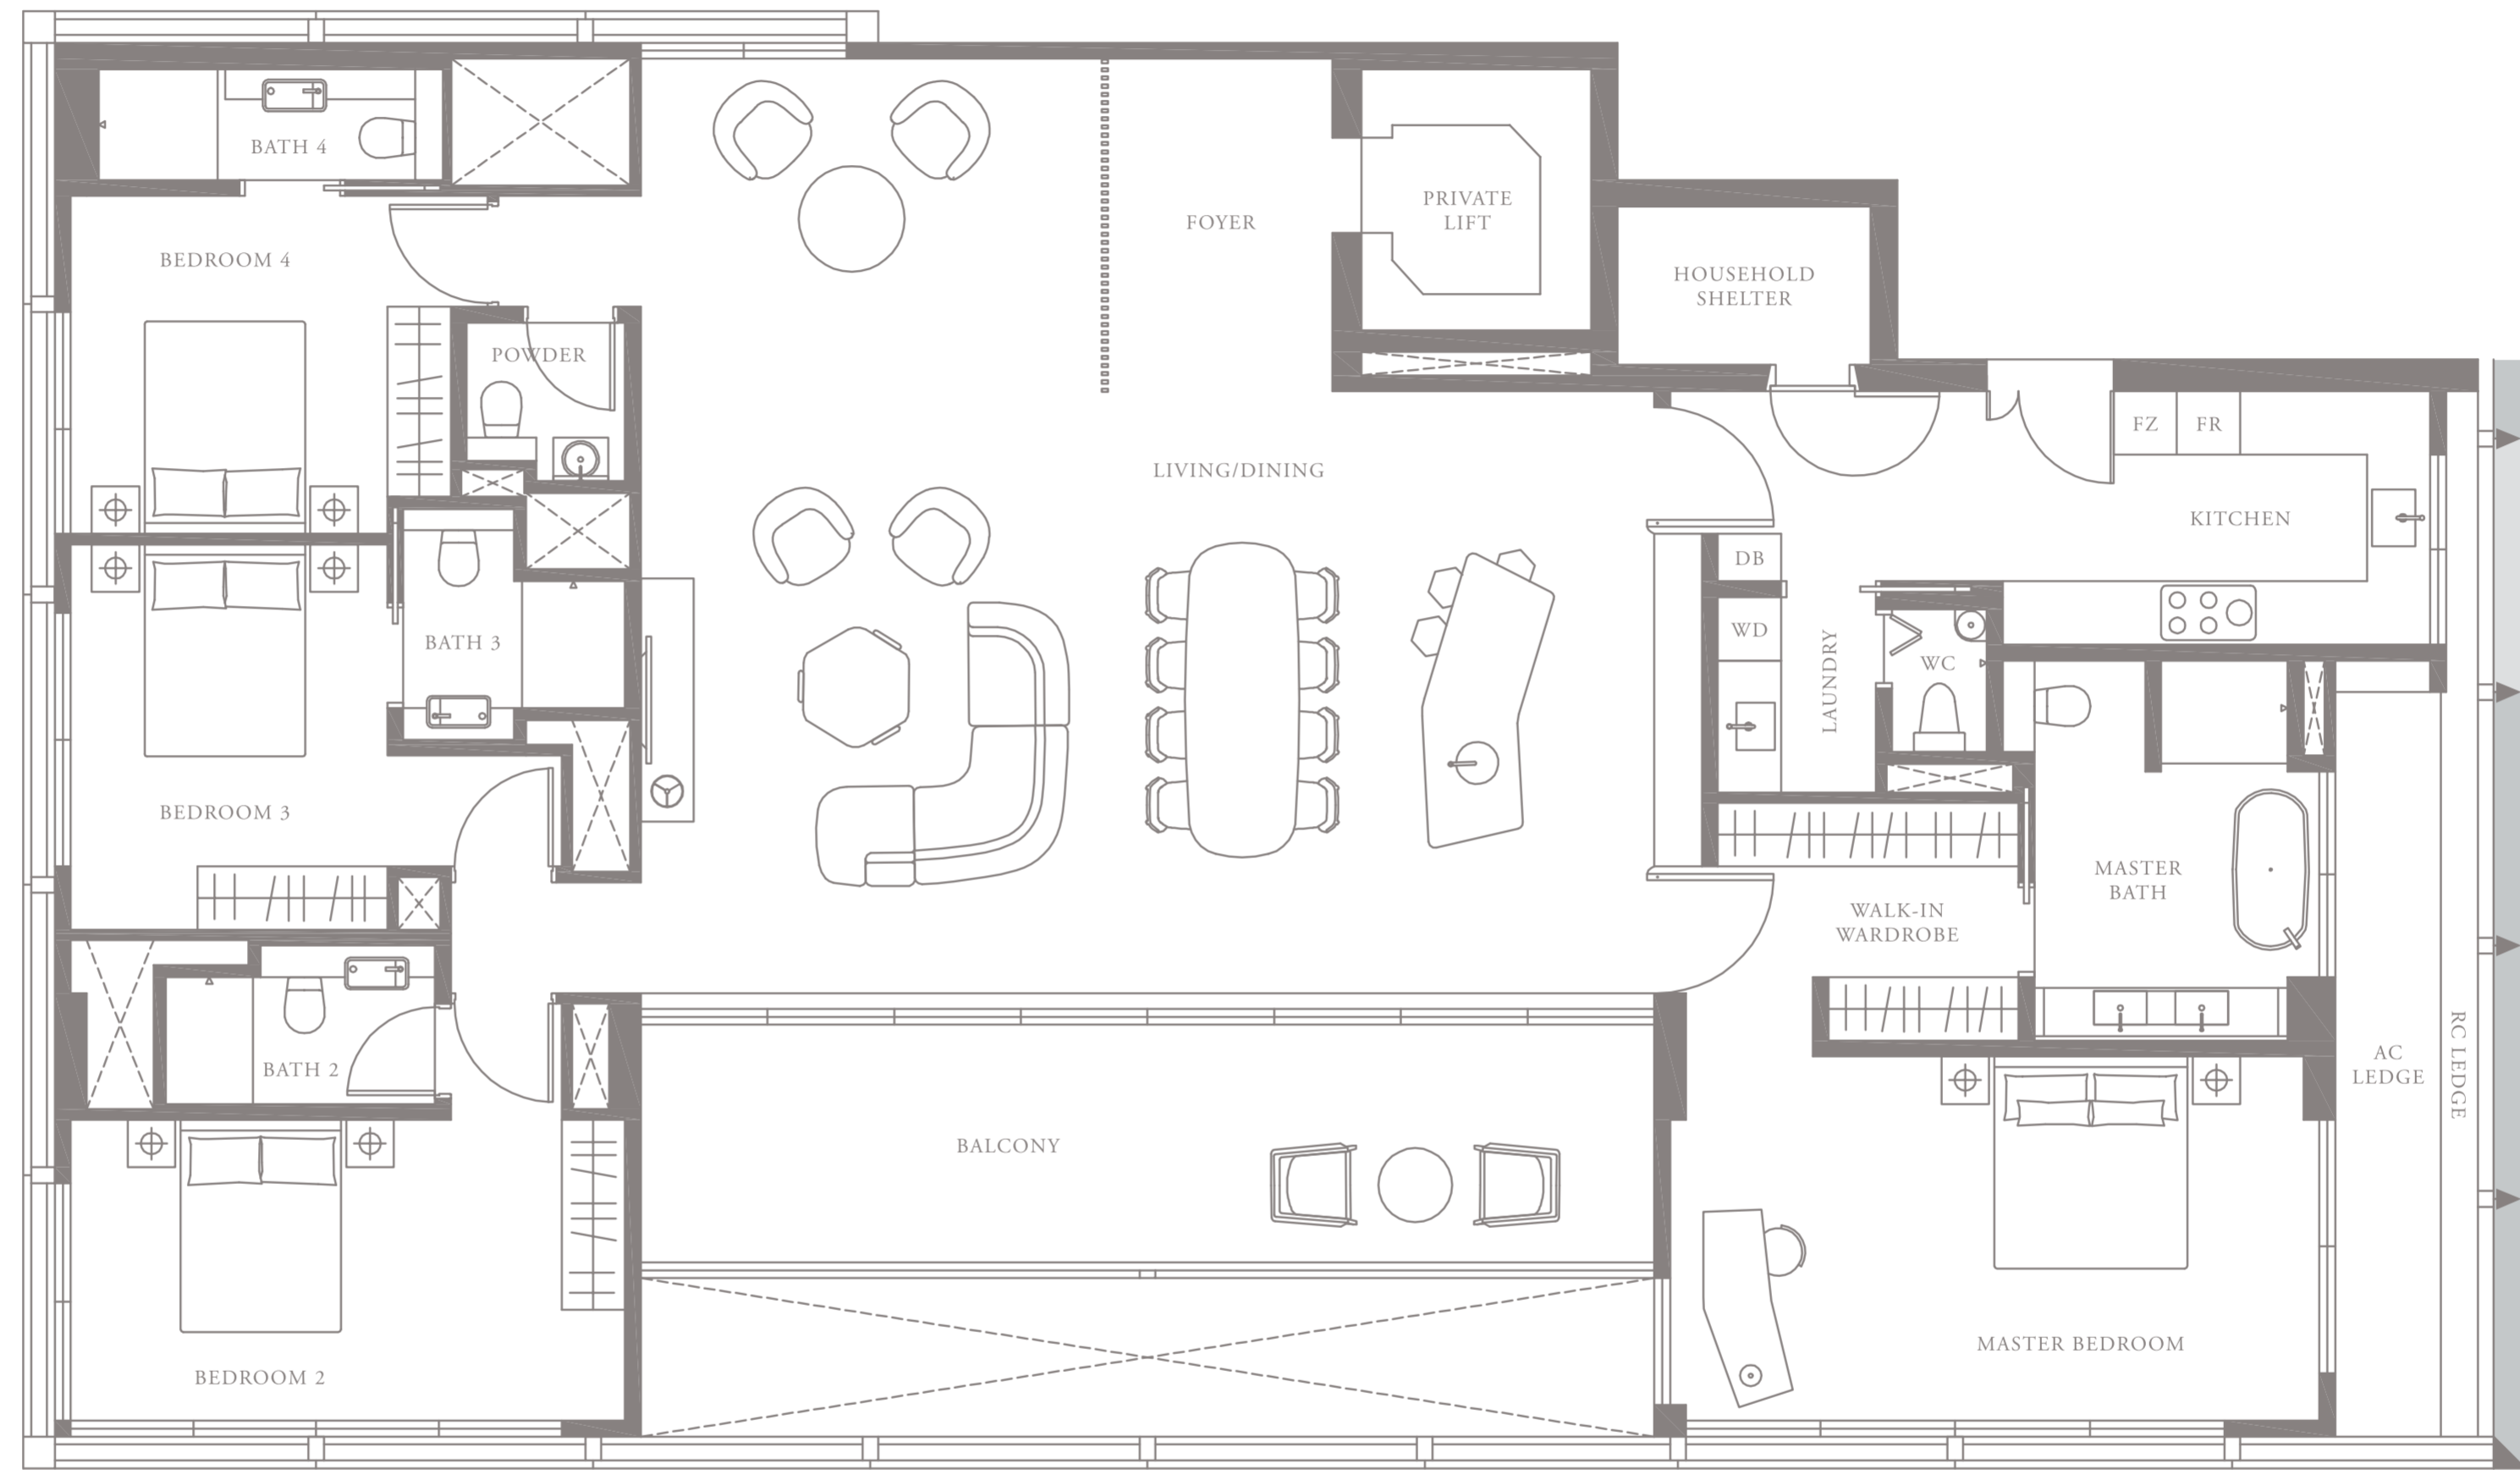 BATH 4
PRIVATE
LIFT
FOYER
BEDROOM 4
HOUSEHOLD
SHELTER
POWDER
FZ
FR
LIVING/DINING
KITCHEN
DB
WD
BATH 3
LAUNDRY
WC
BEDROOM 3
MASTER
BATH
WALK-IN
WARDROBE
BATH 2
AC
LEDGE
RC LEDGE
BALCONY
MASTER BEDROOM
BEDROOM 2